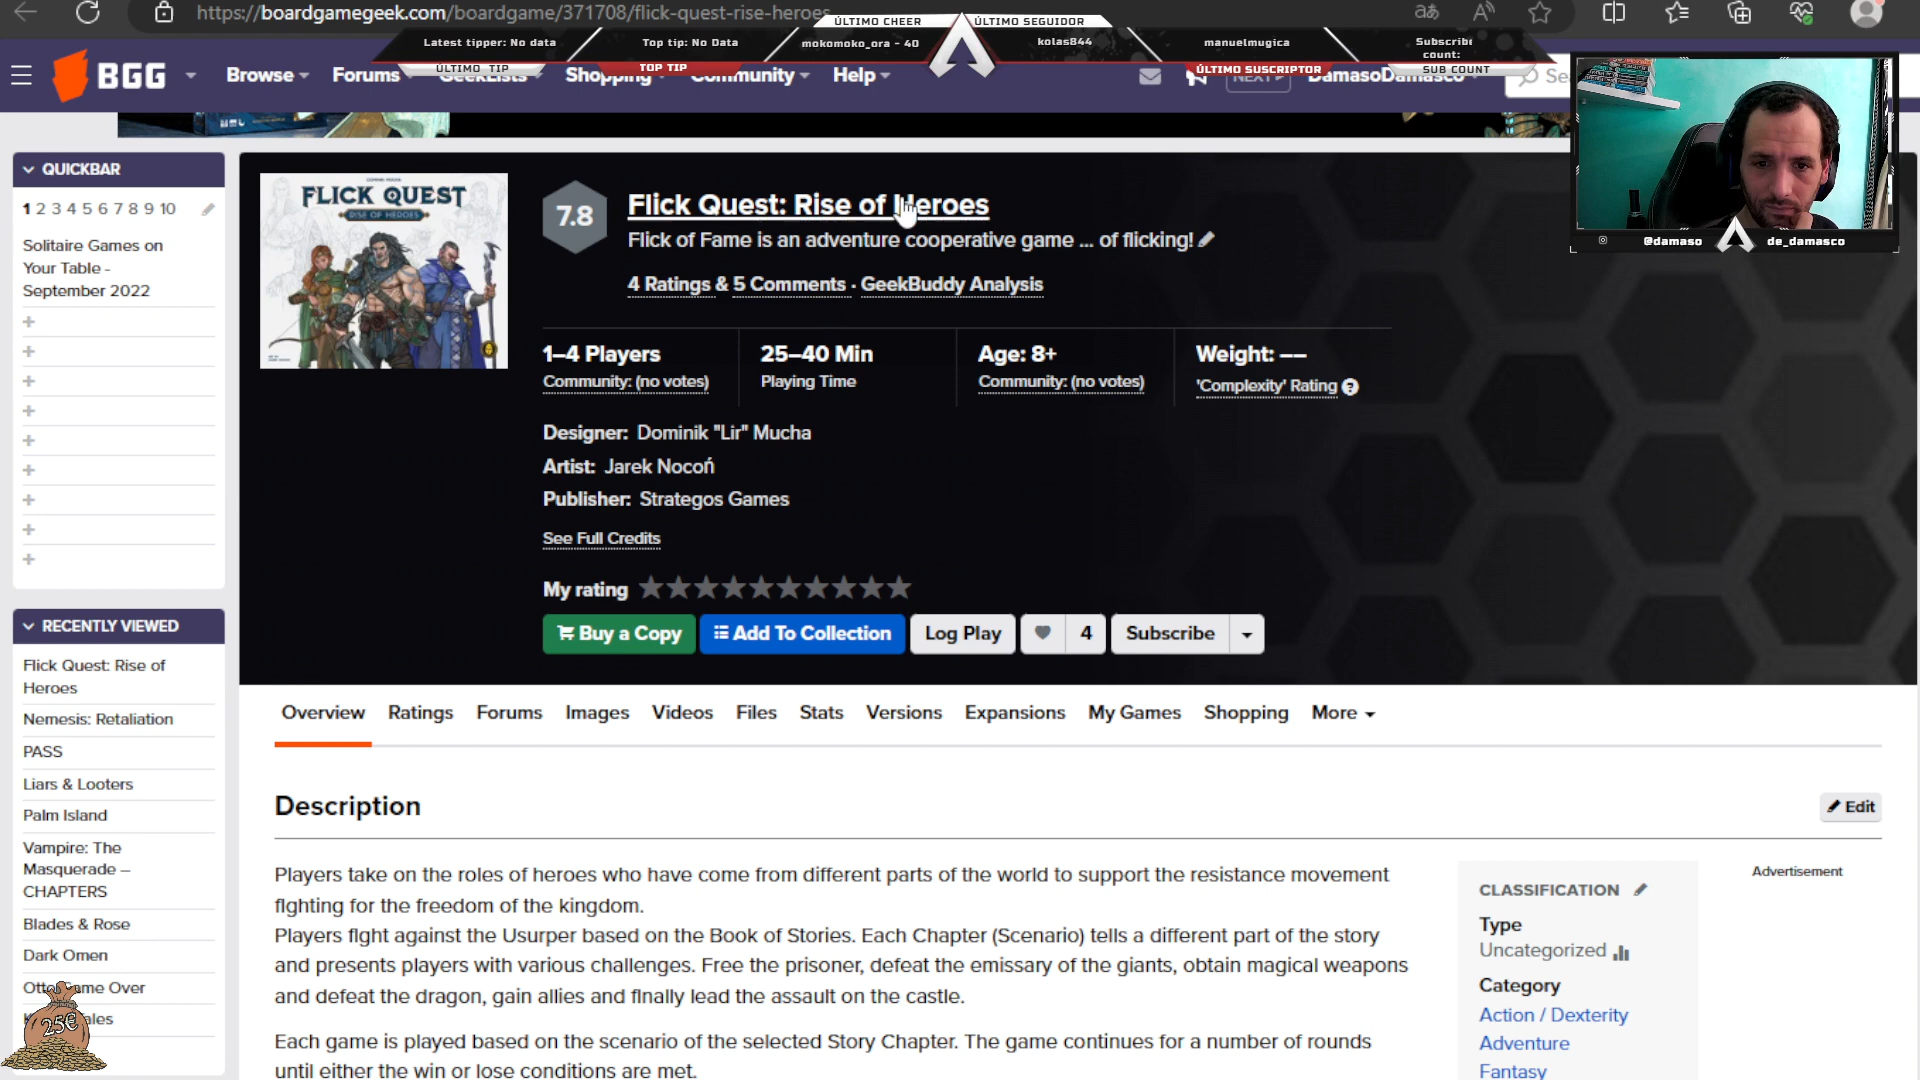 https://boardgamegeek.com/boardgame/371708/flick-quest-rise-heroes
ÚLTIMO CHEER
ÚLTIMO SEGUIDOR
Latest tipper: No data
Top tip: No Data
mokomoko_ora - 40
kolas844
manuelmugica
Subscribe count:
ÚLTIMO TIP
TOP TIP
ÚLTIMO SUSCRIPTOR
SUB COUNT
BGG
Browse
Forums
GeekLists
Shopping
Community
Help
NEXT
DamasoDamasco
Se
@damaso
de_damasco
QUICKBAR
1 2 3 4 5 6 7 8 9 10
Solitaire Games on
Your Table -
September 2022
RECENTLY VIEWED
Flick Quest: Rise of
Heroes
Nemesis: Retaliation
PASS
Liars & Looters
Palm Island
Vampire: The
Masquerade –
CHAPTERS
Blades & Rose
Dark Omen
ame Over
ales
25€
FLICK QUEST
RISE OF HEROES
7.8
Flick Quest: Rise of Heroes
Flick of Fame is an adventure cooperative game ... of flicking!
4 Ratings & 5 Comments · GeekBuddy Analysis
1–4 Players
Community: (no votes)
25–40 Min
Playing Time
Age: 8+
Community: (no votes)
Weight: ––
'Complexity' Rating
Designer: Dominik "Lir" Mucha
Artist: Jarek Nocoń
Publisher: Strategos Games
See Full Credits
My rating
Buy a Copy
Add To Collection
Log Play
4
Subscribe
Overview
Ratings
Forums
Images
Videos
Files
Stats
Versions
Expansions
My Games
Shopping
More
Description
Edit
Players take on the roles of heroes who have come from different parts of the world to support the resistance movement
fighting for the freedom of the kingdom.
Players fight against the Usurper based on the Book of Stories. Each Chapter (Scenario) tells a different part of the story
and presents players with various challenges. Free the prisoner, defeat the emissary of the giants, obtain magical weapons
and defeat the dragon, gain allies and finally lead the assault on the castle.
Each game is played based on the scenario of the selected Story Chapter. The game continues for a number of rounds
until either the win or lose conditions are met.
CLASSIFICATION
Type
Uncategorized
Category
Action / Dexterity
Adventure
Fantasy
Advertisement